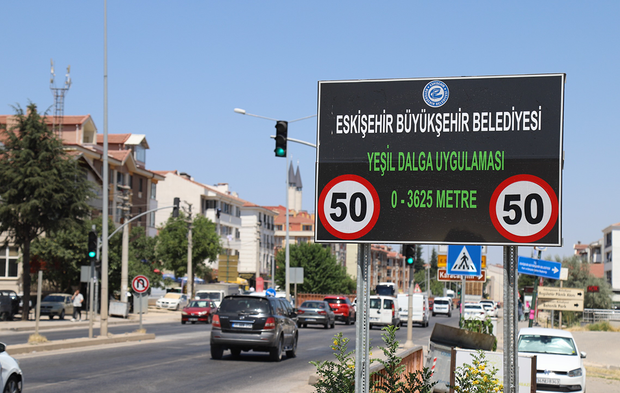 ESKİŞEHİR BÜYÜKŞEHİR BELEDİYESİ
YEŞİL DALGA UYGULAMASI
50
0 - 3625 METRE
50